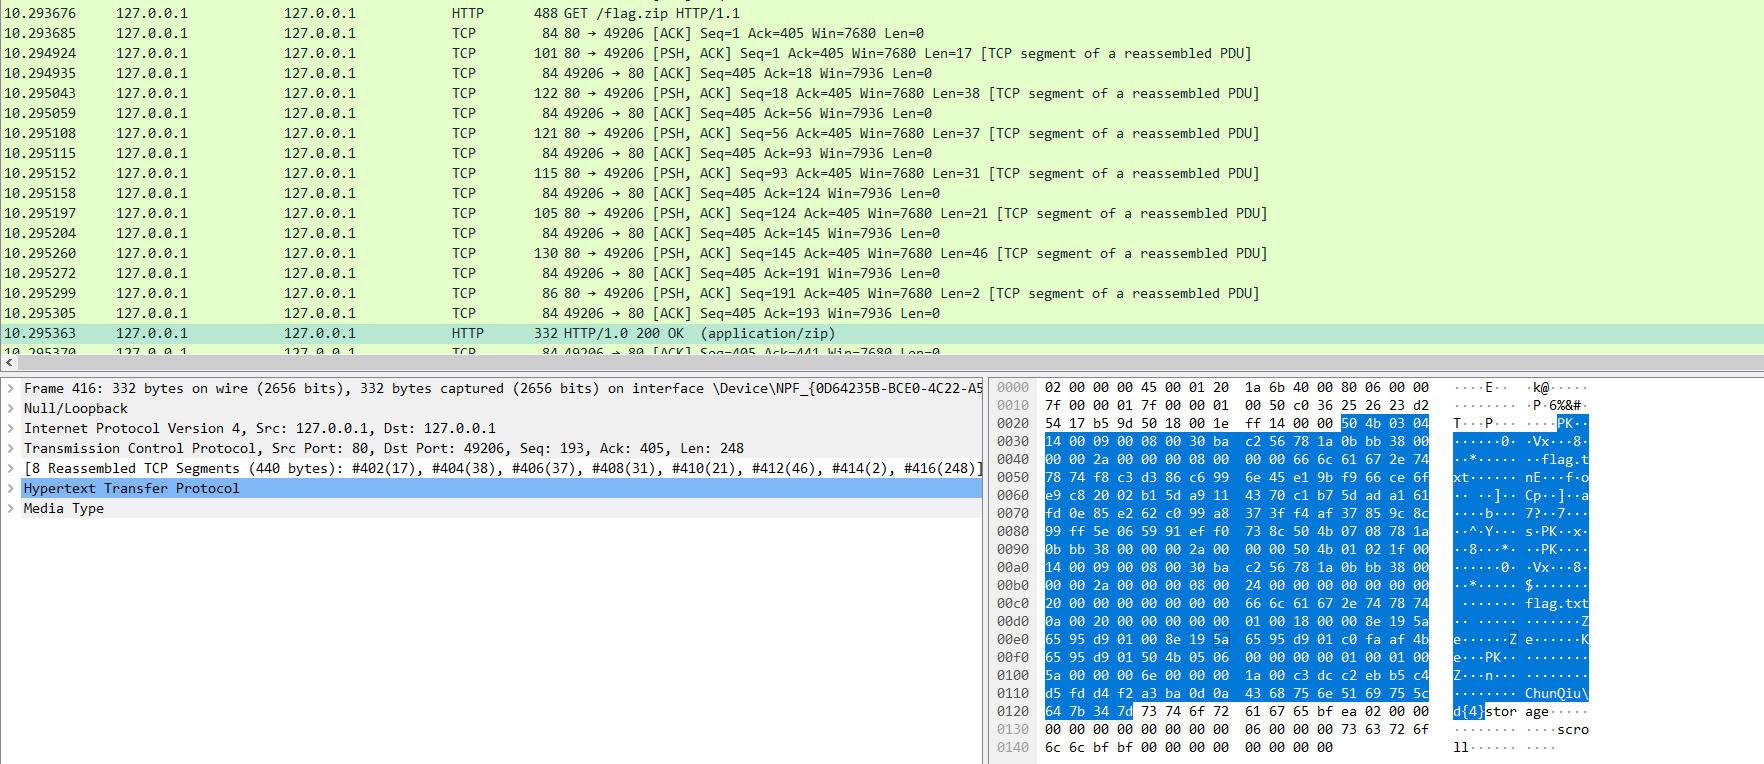 10.293676 127.0.0.1 127.0.0.1 HTTP 488 GET /flag.zip HTTP/1.1
10.293685 127.0.0.1 127.0.0.1 TCP 84 80 → 49206 [ACK] Seq=1 Ack=405 Win=7680 Len=0
10.294924 127.0.0.1 127.0.0.1 TCP 101 80 → 49206 [PSH, ACK] Seq=1 Ack=405 Win=7680 Len=17 [TCP segment of a reassembled PDU]
10.294935 127.0.0.1 127.0.0.1 TCP 84 49206 → 80 [ACK] Seq=405 Ack=18 Win=7936 Len=0
10.295043 127.0.0.1 127.0.0.1 TCP 122 80 → 49206 [PSH, ACK] Seq=18 Ack=405 Win=7680 Len=38 [TCP segment of a reassembled PDU]
10.295059 127.0.0.1 127.0.0.1 TCP 84 49206 → 80 [ACK] Seq=405 Ack=56 Win=7936 Len=0
10.295108 127.0.0.1 127.0.0.1 TCP 121 80 → 49206 [PSH, ACK] Seq=56 Ack=405 Win=7680 Len=37 [TCP segment of a reassembled PDU]
10.295115 127.0.0.1 127.0.0.1 TCP 84 49206 → 80 [ACK] Seq=405 Ack=93 Win=7936 Len=0
10.295152 127.0.0.1 127.0.0.1 TCP 115 80 → 49206 [PSH, ACK] Seq=93 Ack=405 Win=7680 Len=31 [TCP segment of a reassembled PDU]
10.295158 127.0.0.1 127.0.0.1 TCP 84 49206 → 80 [ACK] Seq=405 Ack=124 Win=7936 Len=0
10.295197 127.0.0.1 127.0.0.1 TCP 105 80 → 49206 [PSH, ACK] Seq=124 Ack=405 Win=7680 Len=21 [TCP segment of a reassembled PDU]
10.295204 127.0.0.1 127.0.0.1 TCP 84 49206 → 80 [ACK] Seq=405 Ack=145 Win=7936 Len=0
10.295260 127.0.0.1 127.0.0.1 TCP 130 80 → 49206 [PSH, ACK] Seq=145 Ack=405 Win=7680 Len=46 [TCP segment of a reassembled PDU]
10.295272 127.0.0.1 127.0.0.1 TCP 84 49206 → 80 [ACK] Seq=405 Ack=191 Win=7936 Len=0
10.295299 127.0.0.1 127.0.0.1 TCP 86 80 → 49206 [PSH, ACK] Seq=191 Ack=405 Win=7680 Len=2 [TCP segment of a reassembled PDU]
10.295305 127.0.0.1 127.0.0.1 TCP 84 49206 → 80 [ACK] Seq=405 Ack=193 Win=7936 Len=0
10.295363 127.0.0.1 127.0.0.1 HTTP 332 HTTP/1.0 200 OK (application/zip)
10.295370 127.0.0.1 127.0.0.1 TCP 84 49206 → 80 [ACK] Seq=405 Ack=441 Win=7680 Len=0
Frame 416: 332 bytes on wire (2656 bits), 332 bytes captured (2656 bits) on interface \Device\NPF_{0D64235B-BCE0-4C22-A5
Null/Loopback
Internet Protocol Version 4, Src: 127.0.0.1, Dst: 127.0.0.1
Transmission Control Protocol, Src Port: 80, Dst Port: 49206, Seq: 193, Ack: 405, Len: 248
[8 Reassembled TCP Segments (440 bytes): #402(17), #404(38), #406(37), #408(31), #410(21), #412(46), #414(2), #416(248)]
Hypertext Transfer Protocol
Media Type
0000 02 00 00 00 45 00 01 20 1a 6b 40 00 80 06 00 00 ····E·· ·k@·····
0010 7f 00 00 01 7f 00 00 01 00 50 c0 36 25 26 23 d2 ········ ·P·6%&#·
0020 54 17 b5 9d 50 18 00 1e ff 14 00 00 50 4b 03 04 T···P··· ····PK··
0030 14 00 09 00 08 00 30 ba c2 56 78 1a 0b bb 38 00 ······0· ·Vx···8·
0040 00 00 2a 00 00 00 08 00 00 00 66 6c 61 67 2e 74 ··*····· ··flag.t
0050 78 74 f8 c3 d3 86 c6 99 6e 45 e1 9b f9 66 ce 6f xt······ nE···f·o
0060 e9 c8 20 02 b1 5d a9 11 43 70 c1 b7 5d ad a1 61 ·· ··]·· Cp··]··a
0070 fd 0e 85 e2 62 c0 99 a8 37 3f f4 af 37 85 9c 8c ····b··· 7?··7···
0080 99 ff 5e 06 59 91 ef f0 73 8c 50 4b 07 08 78 1a ··^·Y··· s·PK··x·
0090 0b bb 38 00 00 00 2a 00 00 00 50 4b 01 02 1f 00 ··8···*· ··PK····
00a0 14 00 09 00 08 00 30 ba c2 56 78 1a 0b bb 38 00 ······0· ·Vx···8·
00b0 00 00 2a 00 00 00 08 00 24 00 00 00 00 00 00 00 ··*····· $·······
00c0 20 00 00 00 00 00 00 00 66 6c 61 67 2e 74 78 74 ······· flag.txt
00d0 0a 00 20 00 00 00 00 00 01 00 18 00 00 8e 19 5a ·· ····· ·······Z
00e0 65 95 d9 01 00 8e 19 5a 65 95 d9 01 c0 fa af 4b e······Z e······K
00f0 65 95 d9 01 50 4b 05 06 00 00 00 00 01 00 01 00 e···PK·· ········
0100 5a 00 00 00 6e 00 00 00 1a 00 c3 dc c2 eb b5 c4 Z···n··· ········
0110 d5 fd d4 f2 a3 ba 0d 0a 43 68 75 6e 51 69 75 5c ········ ChunQiu\
0120 64 7b 34 7d 73 74 6f 72 61 67 65 bf ea 02 00 00 d{4}stor age·····
0130 00 00 00 00 00 00 00 00 06 00 00 00 73 63 72 6f ········ ····scro
0140 6c 6c bf bf 00 00 00 00 00 00 00 00 ll······ ····